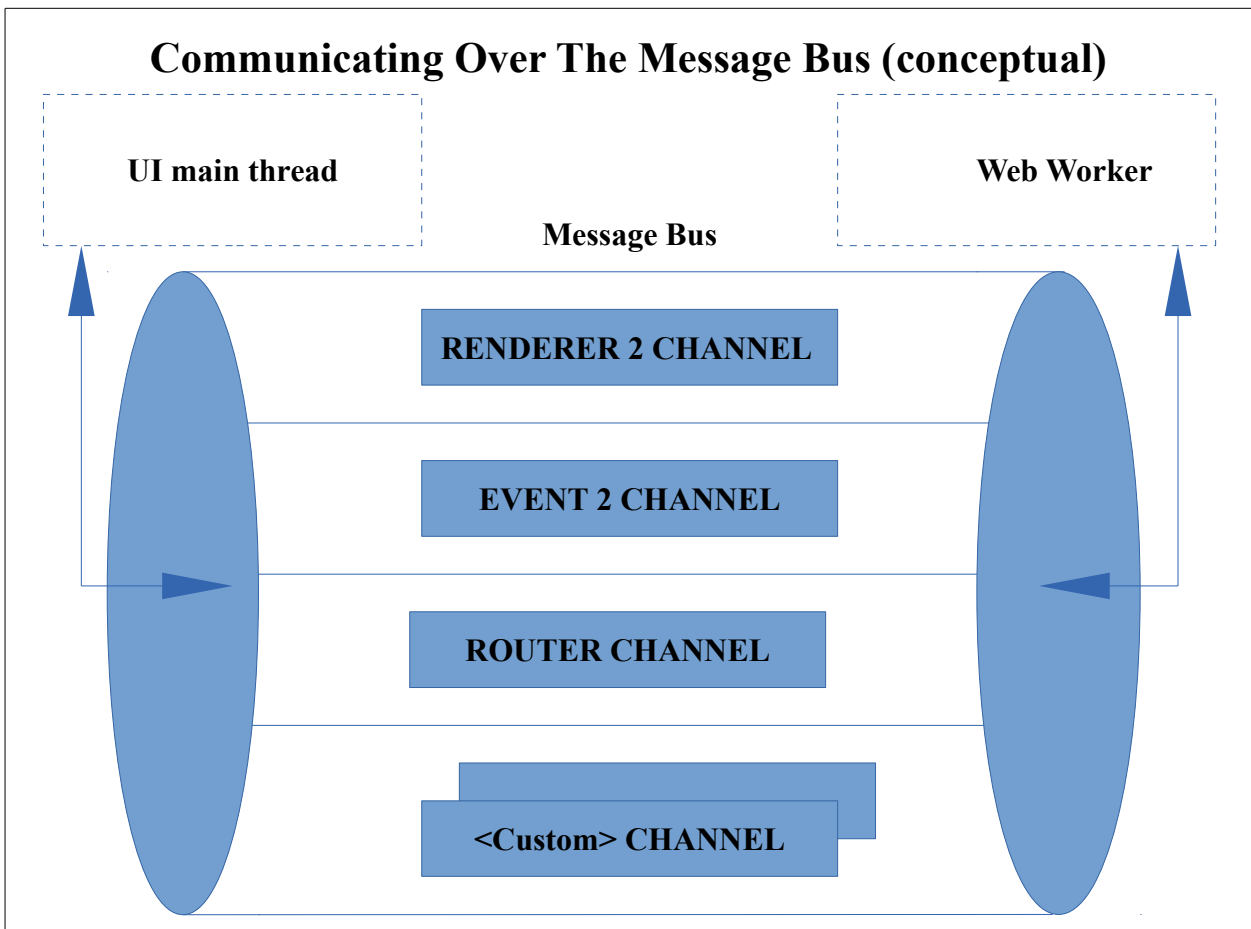 Communicating Over The Message Bus (conceptual)
UI main thread
Web Worker
Message Bus
RENDERER 2 CHANNEL
EVENT 2 CHANNEL
ROUTER CHANNEL
<Custom> CHANNEL